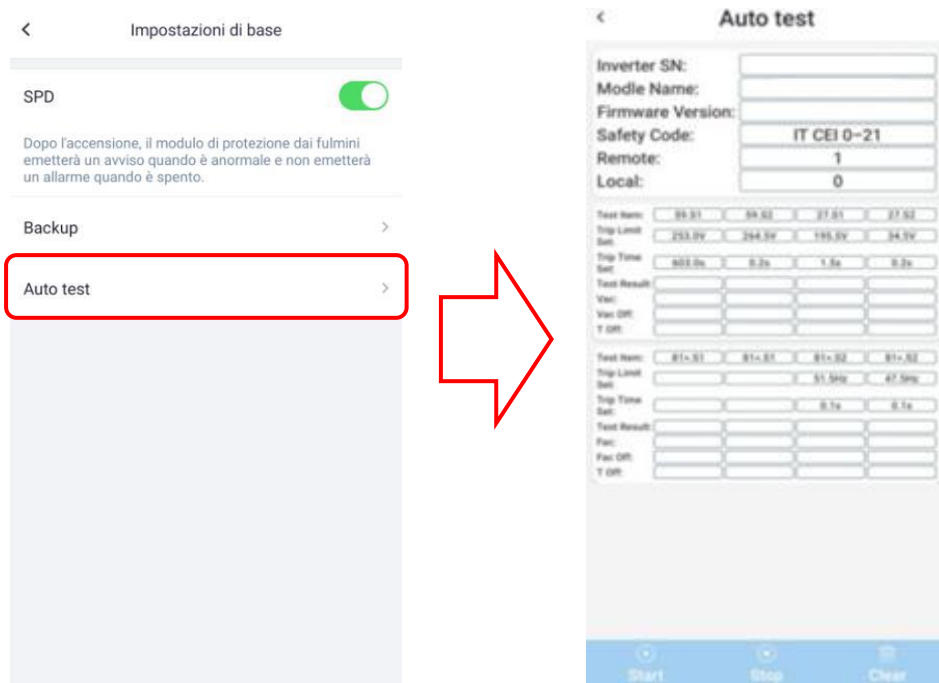 Impostazioni di base
SPD
Dopo l'accensione, il modulo di protezione dai fulmini
emetterà un avviso quando è anormale e non emetterà
un allarme quando è spento.
Backup
Auto test
Auto test
Inverter SN:
Modle Name:
Firmware Version:
Safety Code: IT CEI 0-21
Remote: 1
Local: 0
Test Item: 59.S1 59.S2 27.S1 27.S2
Trip Limit
Set: 253.0V 264.5V 195.5V 34.5V
Trip Time
Set: 603.0s 0.2s 1.5s 0.2s
Test Result:
Vac:
Vac Off:
T Off:
Test Item: 81>.S1 81<.S1 81>.S2 81<.S2
Trip Limit
Set: 51.5Hz 47.5Hz
Trip Time
Set: 0.1s 0.1s
Test Result:
Fac:
Fac Off:
T Off:
Start Stop Clear